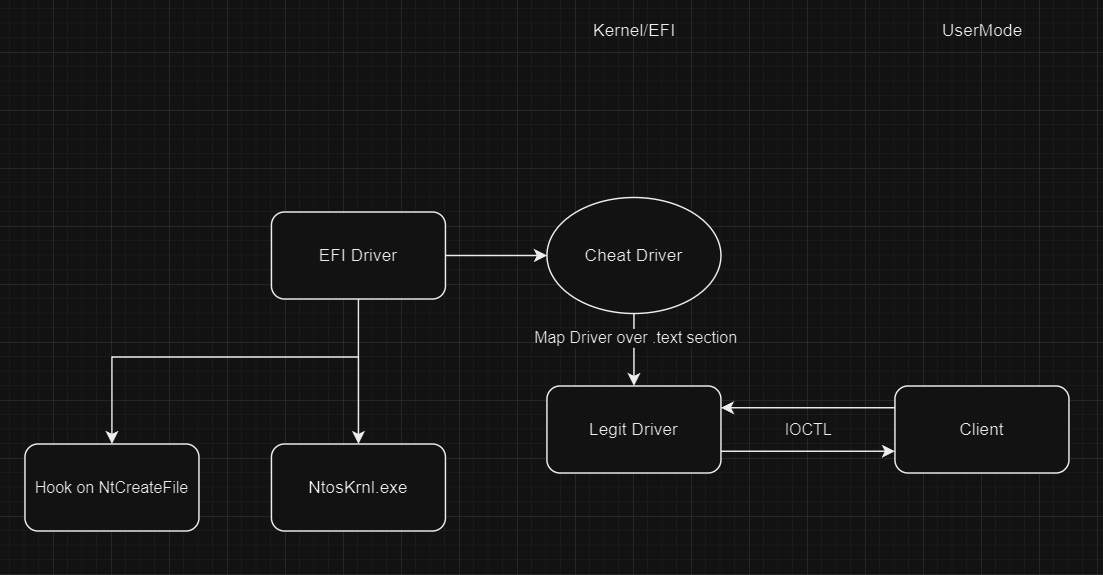 Kernel/EFI
UserMode
EFI Driver
Cheat Driver
Map Driver over .text section
Legit Driver
IOCTL
Client
Hook on NtCreateFile
NtosKrnl.exe